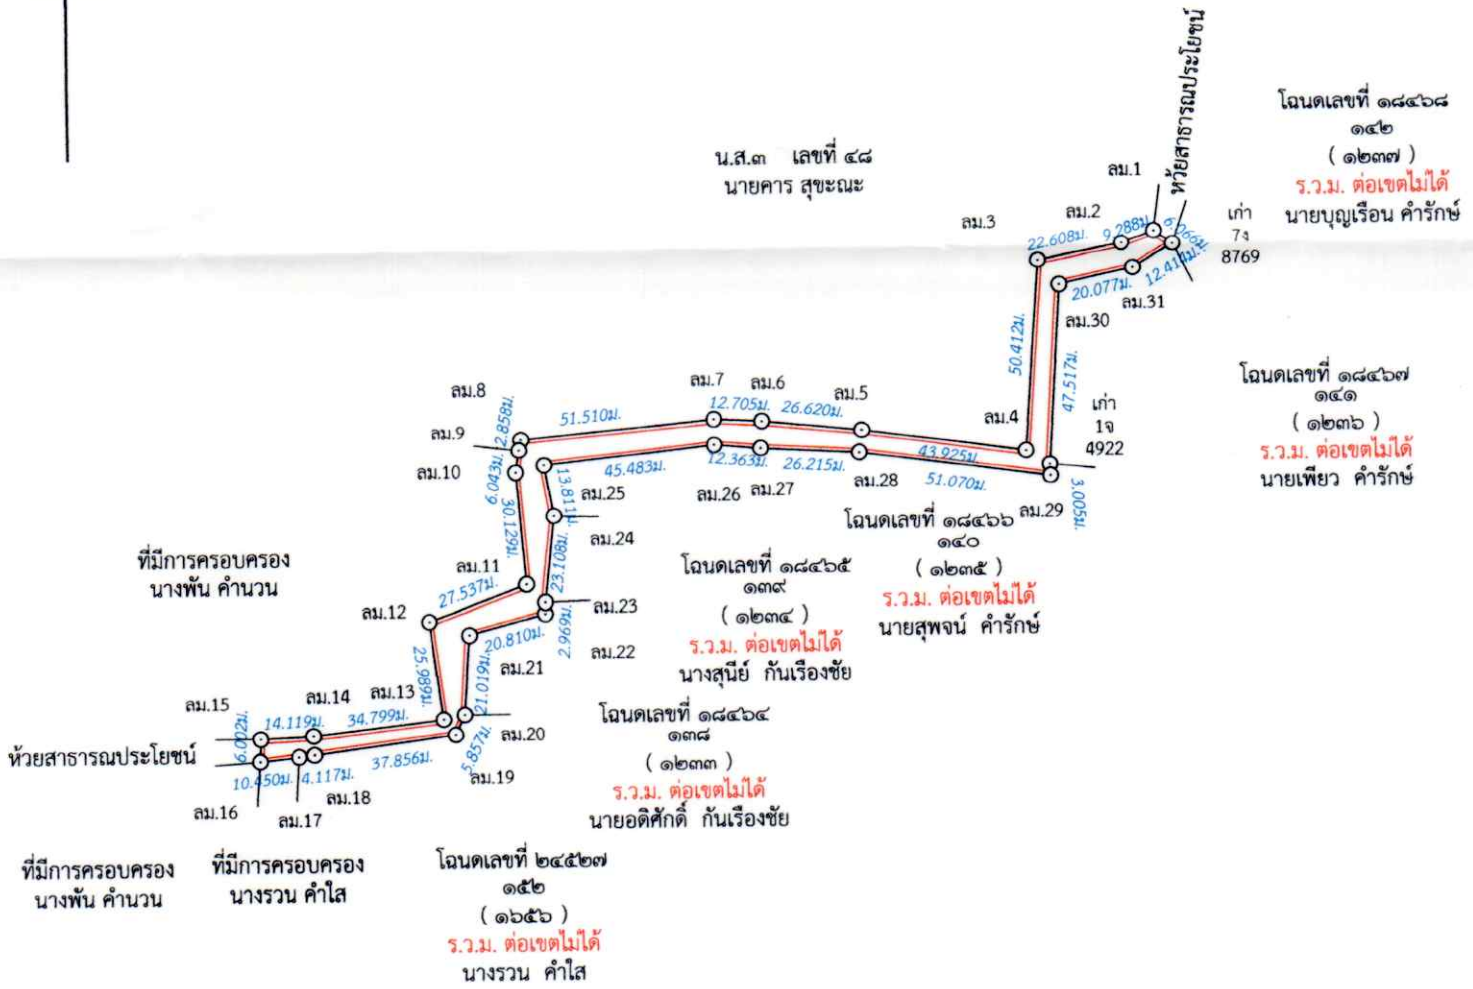 ห้วยสาธารณประโยชน์
โฉนดเลขที่ ๑๘๔๖๘
๑๔๒
( ๑๒๓๗ )
ร.ว.ม. ต่อเขตไม่ได้
นายบุญเรือน คำรักษ์
น.ส.๓ เลขที่ ๔๘
นายคาร สุขะณะ
ลม.1
ลม.2
ลม.3
9.288ม.
6.066ม.
22.608ม.
12.414ม.
20.077ม.
เก่า
7ง
8769
ลม.31
ลม.30
50.412ม.
47.517ม.
โฉนดเลขที่ ๑๘๔๖๗
๑๔๑
( ๑๒๓๖ )
ร.ว.ม. ต่อเขตไม่ได้
นายเพียว คำรักษ์
ลม.8
ลม.7
ลม.6
ลม.5
ลม.4
เก่า
1จ
4922
2.858ม.
51.510ม.
12.705ม.
26.620ม.
43.925ม.
ลม.9
ลม.10
6.043ม.
45.483ม.
12.363ม.
26.215ม.
51.070ม.
3.005ม.
13.811ม.
30.129ม.
ลม.25
ลม.26
ลม.27
ลม.28
ลม.29
ลม.24
23.108ม.
โฉนดเลขที่ ๑๘๔๖๖
๑๔๐
( ๑๒๓๕ )
ร.ว.ม. ต่อเขตไม่ได้
นายสุพจน์ คำรักษ์
ที่มีการครอบครอง
นางพัน คำนวน
ลม.11
27.537ม.
ลม.12
ลม.23
2.969ม.
ลม.22
20.810ม.
ลม.21
โฉนดเลขที่ ๑๘๔๖๕
๑๓๙
( ๑๒๓๔ )
ร.ว.ม. ต่อเขตไม่ได้
นางสุนีย์ กันเรืองชัย
25.989ม.
21.019ม.
ลม.15
ลม.14
ลม.13
14.119ม.
34.799ม.
ลม.20
5.857ม.
ลม.19
โฉนดเลขที่ ๑๘๔๖๔
๑๓๘
( ๑๒๓๓ )
ร.ว.ม. ต่อเขตไม่ได้
นายอดิศักดิ์ กันเรืองชัย
ห้วยสาธารณประโยชน์
6.002ม.
10.450ม.
4.117ม.
37.856ม.
ลม.16
ลม.17
ลม.18
ที่มีการครอบครอง
นางพัน คำนวน
ที่มีการครอบครอง
นางรวน คำใส
โฉนดเลขที่ ๒๔๕๒๗
๑๕๒
( ๑๖๕๖ )
ร.ว.ม. ต่อเขตไม่ได้
นางรวน คำใส